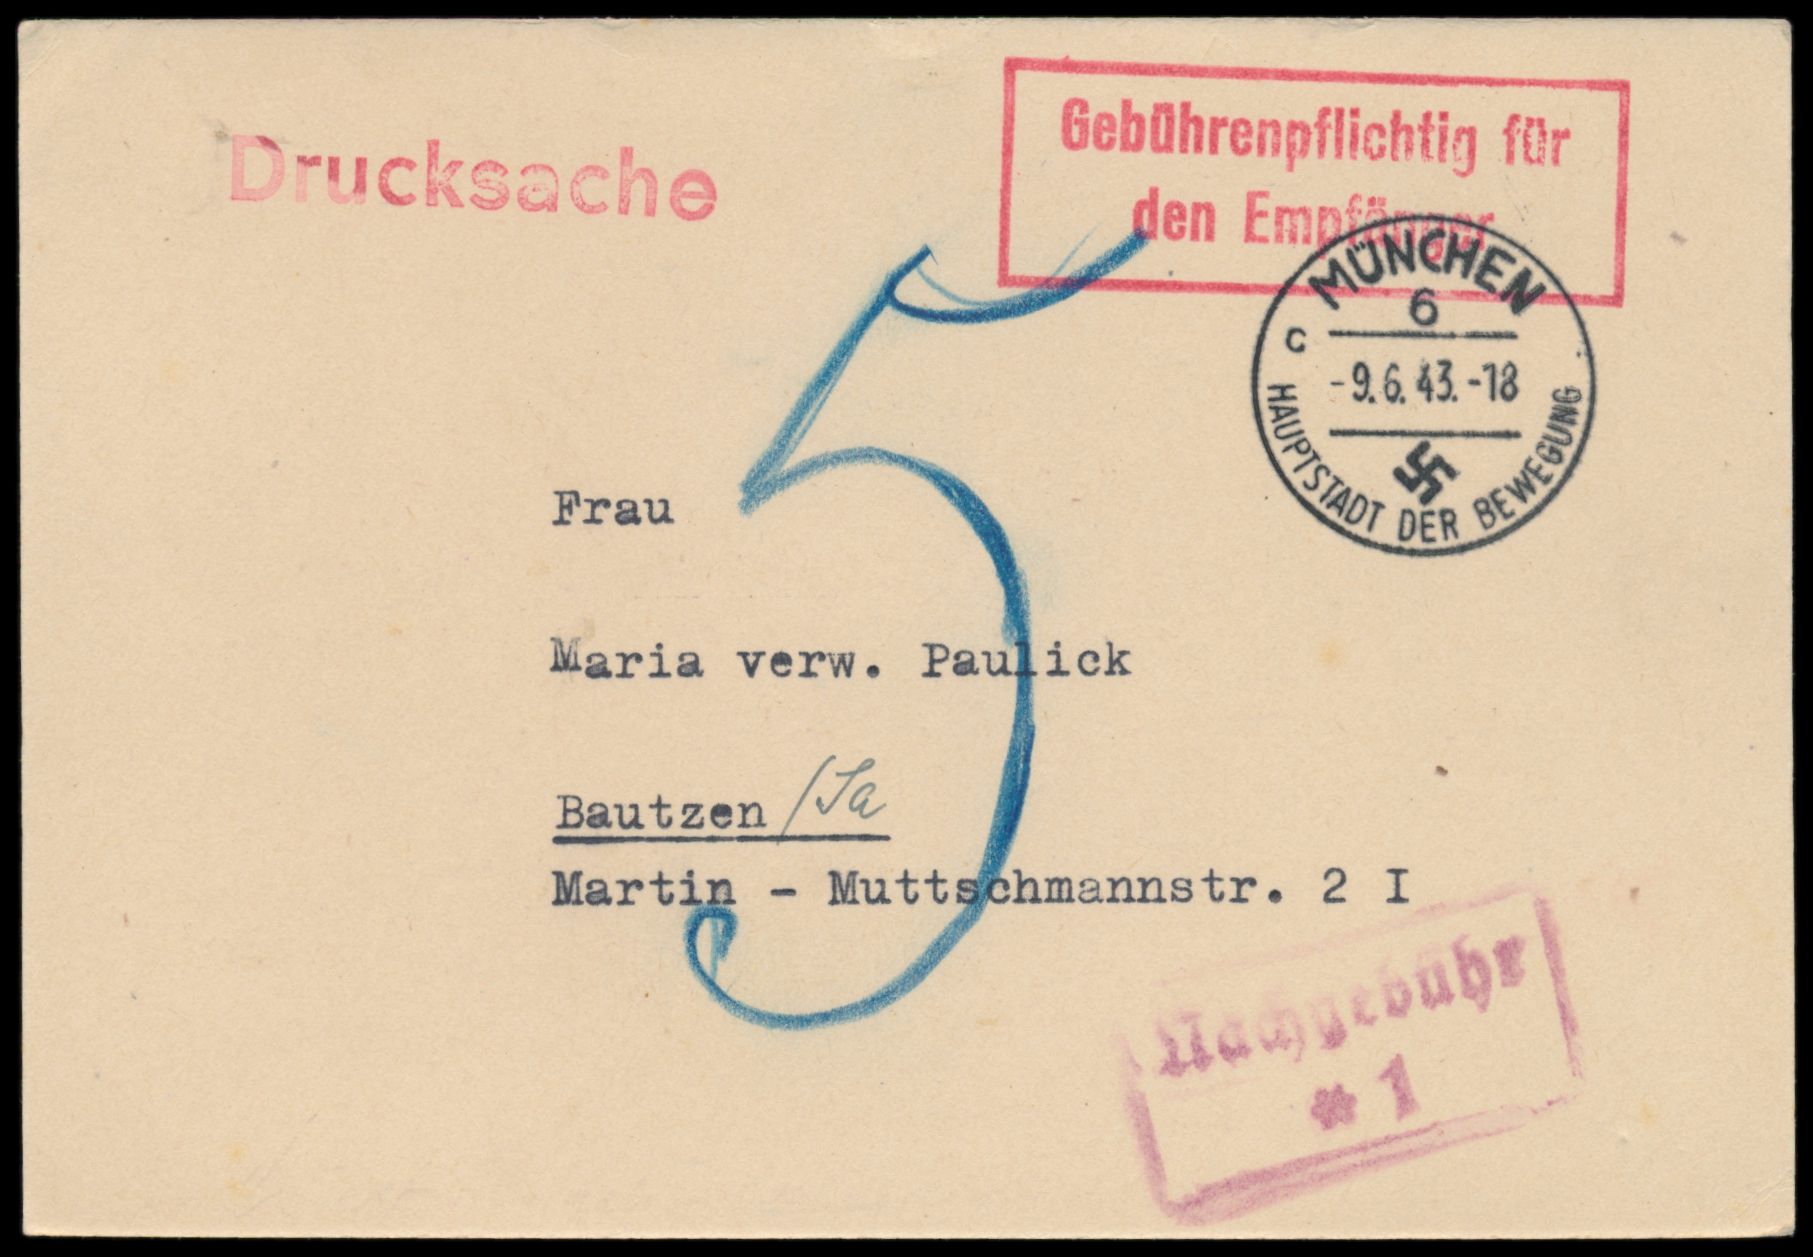 Drucksache
Gebührenpflichtig für
den Empfänger
MÜNCHEN
6
c
-9.6.43.-18
HAUPTSTADT DER BEWEGUNG
5
Frau
Maria verw. Paulick
Bautzen /Sa
Martin - Muttschmannstr. 2 I
Nachgebühr
* 1